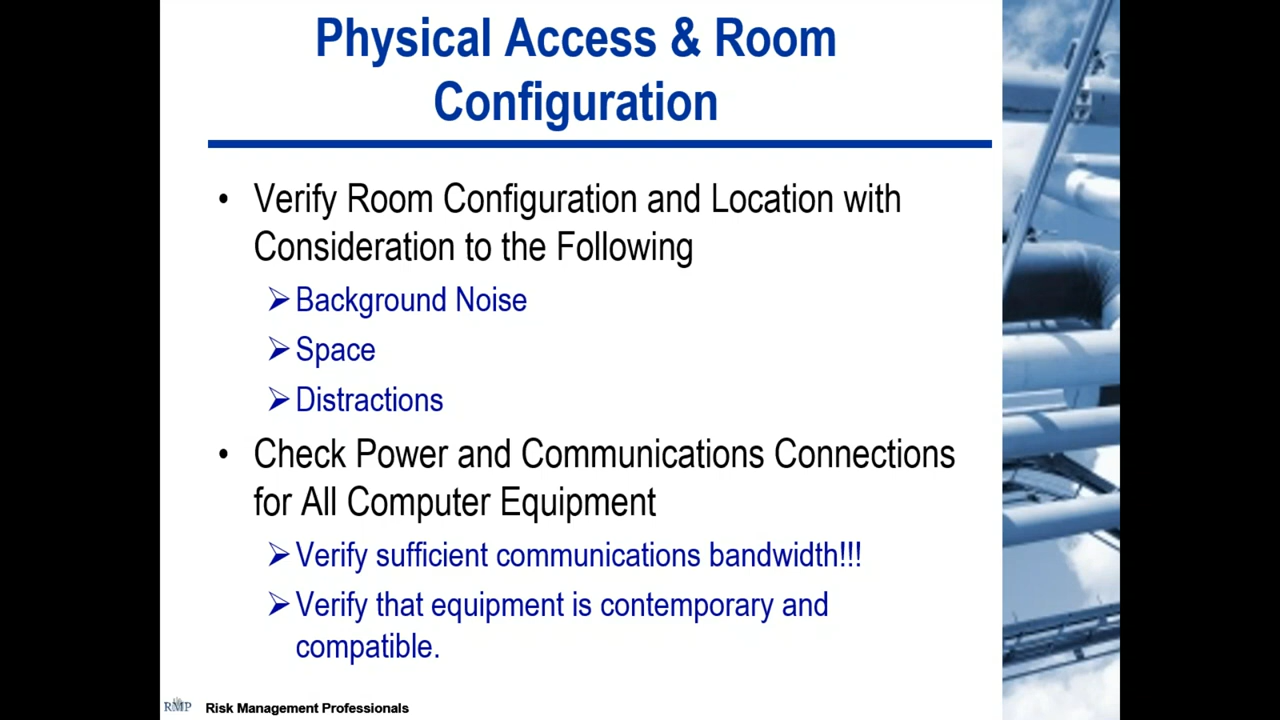 Physical Access & Room
Configuration
• Verify Room Configuration and Location with
Consideration to the Following
➢ Background Noise
➢ Space
➢ Distractions
• Check Power and Communications Connections
for All Computer Equipment
➢ Verify sufficient communications bandwidth!!!
➢ Verify that equipment is contemporary and
compatible.
RMP Risk Management Professionals